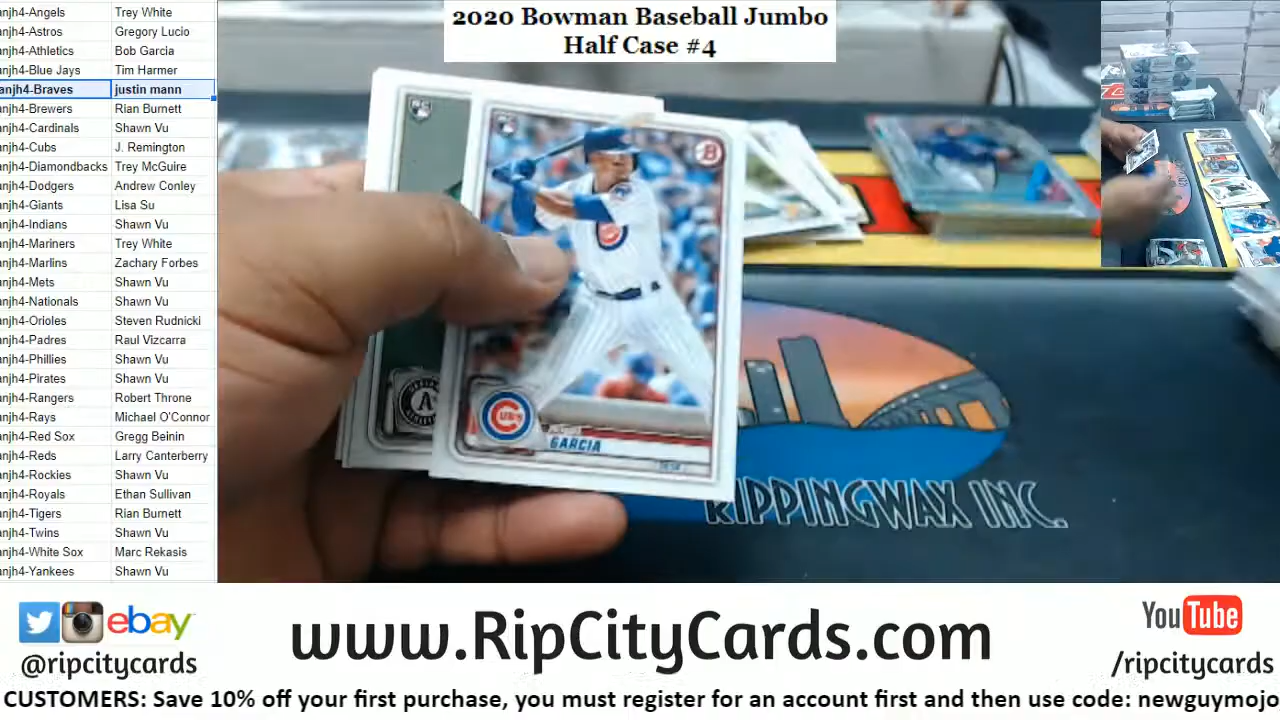 2020 Bowman Baseball Jumbo
Half Case #4
anjh4-Angels Trey White
anjh4-Astros Gregory Lucio
anjh4-Athletics Bob Garcia
anjh4-Blue Jays Tim Harmer
anjh4-Braves justin mann
anjh4-Brewers Rian Burnett
anjh4-Cardinals Shawn Vu
anjh4-Cubs J. Remington
anjh4-Diamondbacks Trey McGuire
anjh4-Dodgers Andrew Conley
anjh4-Giants Lisa Su
anjh4-Indians Shawn Vu
anjh4-Mariners Trey White
anjh4-Marlins Zachary Forbes
anjh4-Mets Shawn Vu
anjh4-Nationals Shawn Vu
anjh4-Orioles Steven Rudnicki
anjh4-Padres Raul Vizcarra
anjh4-Phillies Shawn Vu
anjh4-Pirates Shawn Vu
anjh4-Rangers Robert Throne
anjh4-Rays Michael O'Connor
anjh4-Red Sox Gregg Beinin
anjh4-Reds Larry Canterberry
anjh4-Rockies Shawn Vu
anjh4-Royals Ethan Sullivan
anjh4-Tigers Rian Burnett
anjh4-Twins Shawn Vu
anjh4-White Sox Marc Rekasis
anjh4-Yankees Shawn Vu
B
CUBS
GARCIA
A's
RIPPINGWAX INC.
ebay
@ripcitycards
www.RipCityCards.com
YouTube
/ripcitycards
CUSTOMERS: Save 10% off your first purchase, you must register for an account first and then use code: newguymojo